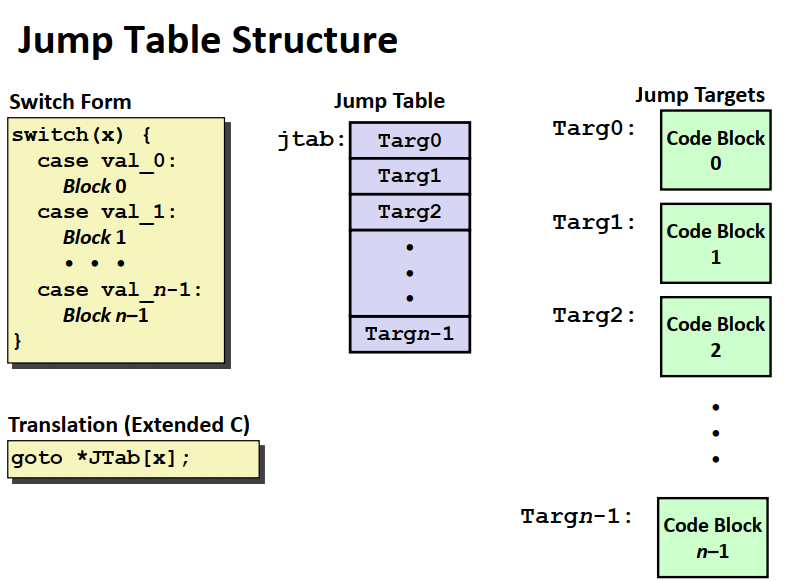 Jump Table Structure
Switch Form
switch(x) {
case val_0:
Block 0
case val_1:
Block 1
• • •
case val_n-1:
Block n–1
}
Translation (Extended C)
goto *JTab[x];
Jump Table
jtab:
Targ0
Targ1
Targ2
•
•
•
Targn-1
Jump Targets
Targ0:
Code Block
0
Targ1:
Code Block
1
Targ2:
Code Block
2
•
•
•
Targn-1:
Code Block
n–1